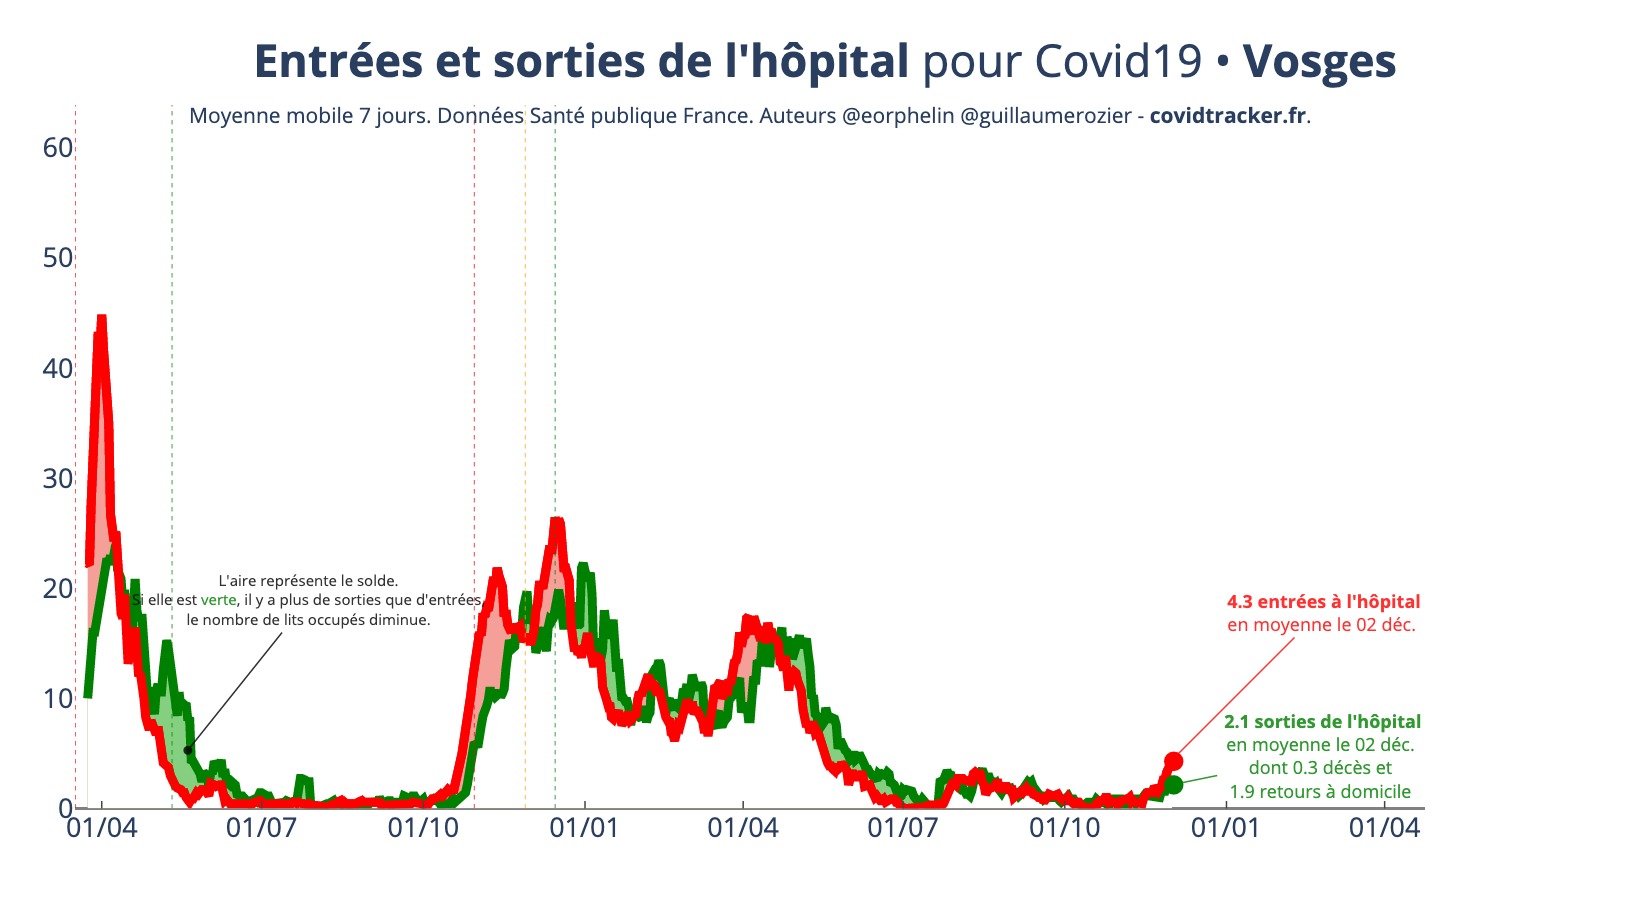 Entrées et sorties de l'hôpital pour Covid19 • Vosges
Moyenne mobile 7 jours. Données Santé publique France. Auteurs @eorphelin @guillaumerozier - covidtracker.fr.
60
50
40
30
20
10
0
L'aire représente le solde.
Si elle est verte, il y a plus de sorties que d'entrées,
le nombre de lits occupés diminue.
4.3 entrées à l'hôpital
en moyenne le 02 déc.
2.1 sorties de l'hôpital
en moyenne le 02 déc.
dont 0.3 décès et
1.9 retours à domicile
01/04 01/07 01/10 01/01 01/04 01/07 01/10 01/01 01/04